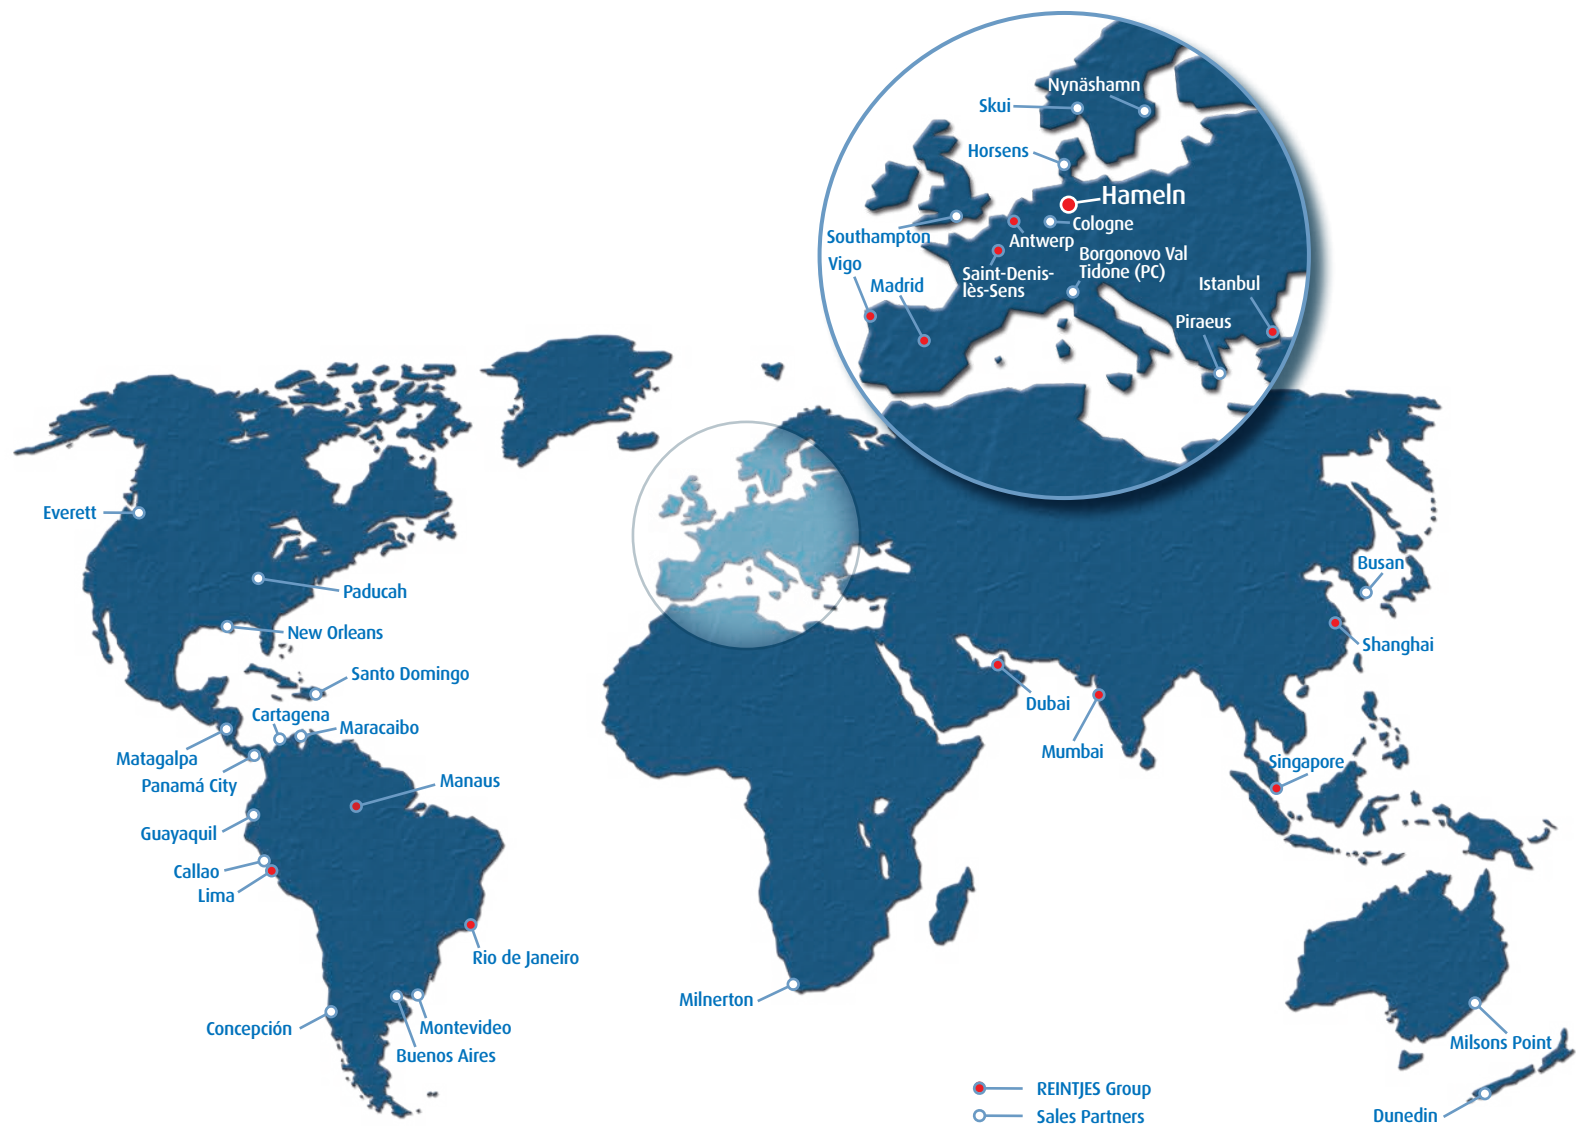 Nynäshamn
Skui
Horsens
Hameln
Cologne
Southampton
Antwerp
Borgonovo Val
Tidone (PC)
Vigo
Saint-Denis-
lès-Sens
Madrid
Istanbul
Piraeus
Everett
Busan
Paducah
New Orleans
Shanghai
Santo Domingo
Dubai
Cartagena
Maracaibo
Mumbai
Matagalpa
Singapore
Panamá City
Manaus
Guayaquil
Callao
Lima
Rio de Janeiro
Milnerton
Concepción
Montevideo
Milsons Point
Buenos Aires
REINTJES Group
Sales Partners
Dunedin